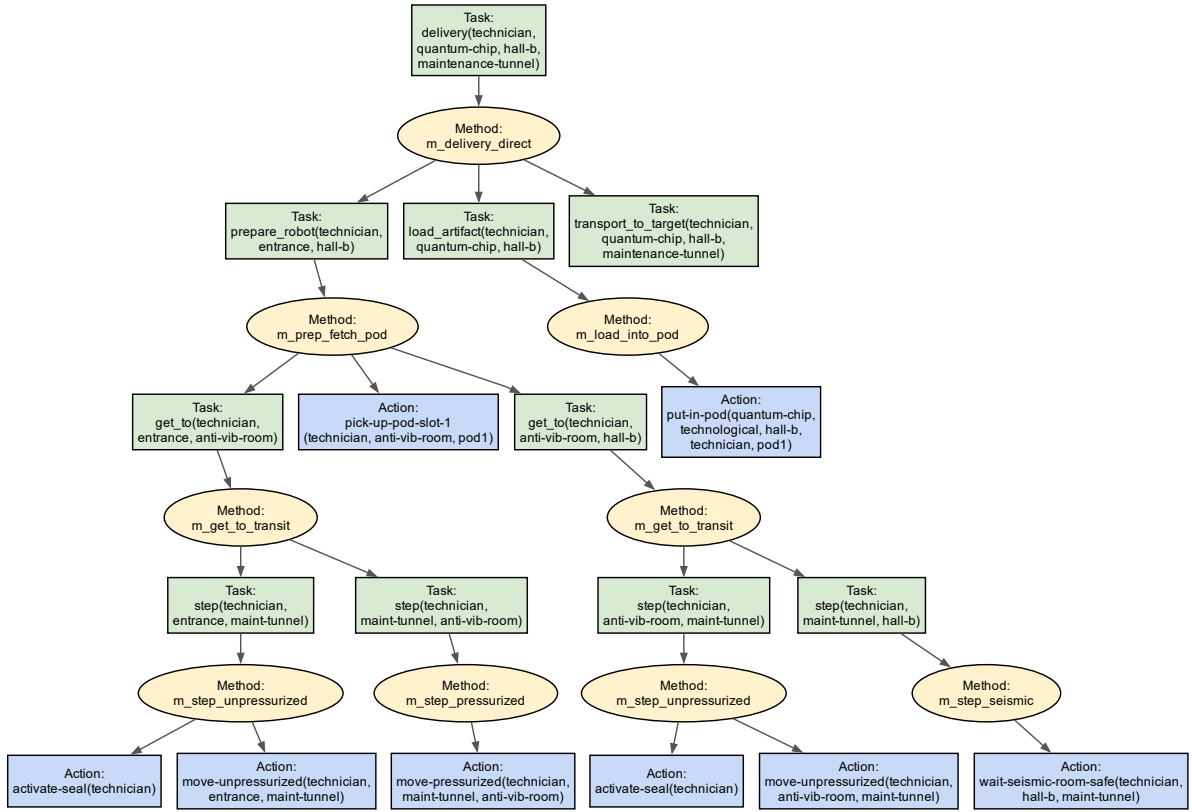 Task:
delivery(technician,
quantum-chip, hall-b,
maintenance-tunnel)
Method:
m_delivery_direct
Task:
prepare_robot(technician,
entrance, hall-b)
Task:
load_artifact(technician,
quantum-chip, hall-b)
Task:
transport_to_target(technician,
quantum-chip, hall-b,
maintenance-tunnel)
Method:
m_prep_fetch_pod
Method:
m_load_into_pod
Task:
get_to(technician,
entrance, anti-vib-room)
Action:
pick-up-pod-slot-1
(technician, anti-vib-room, pod1)
Task:
get_to(technician,
anti-vib-room, hall-b)
Action:
put-in-pod(quantum-chip,
technological, hall-b,
technician, pod1)
Method:
m_get_to_transit
Method:
m_get_to_transit
Task:
step(technician,
entrance, maint-tunnel)
Task:
step(technician,
maint-tunnel, anti-vib-room)
Task:
step(technician,
anti-vib-room, maint-tunnel)
Task:
step(technician,
maint-tunnel, hall-b)
Method:
m_step_unpressurized
Method:
m_step_pressurized
Method:
m_step_unpressurized
Method:
m_step_seismic
Action:
activate-seal(technician)
Action:
move-unpressurized(technician,
entrance, maint-tunnel)
Action:
move-pressurized(technician,
maint-tunnel, anti-vib-room)
Action:
activate-seal(technician)
Action:
move-unpressurized(technician,
anti-vib-room, maint-tunnel)
Action:
wait-seismic-room-safe(technician,
hall-b, maint-tunnel)